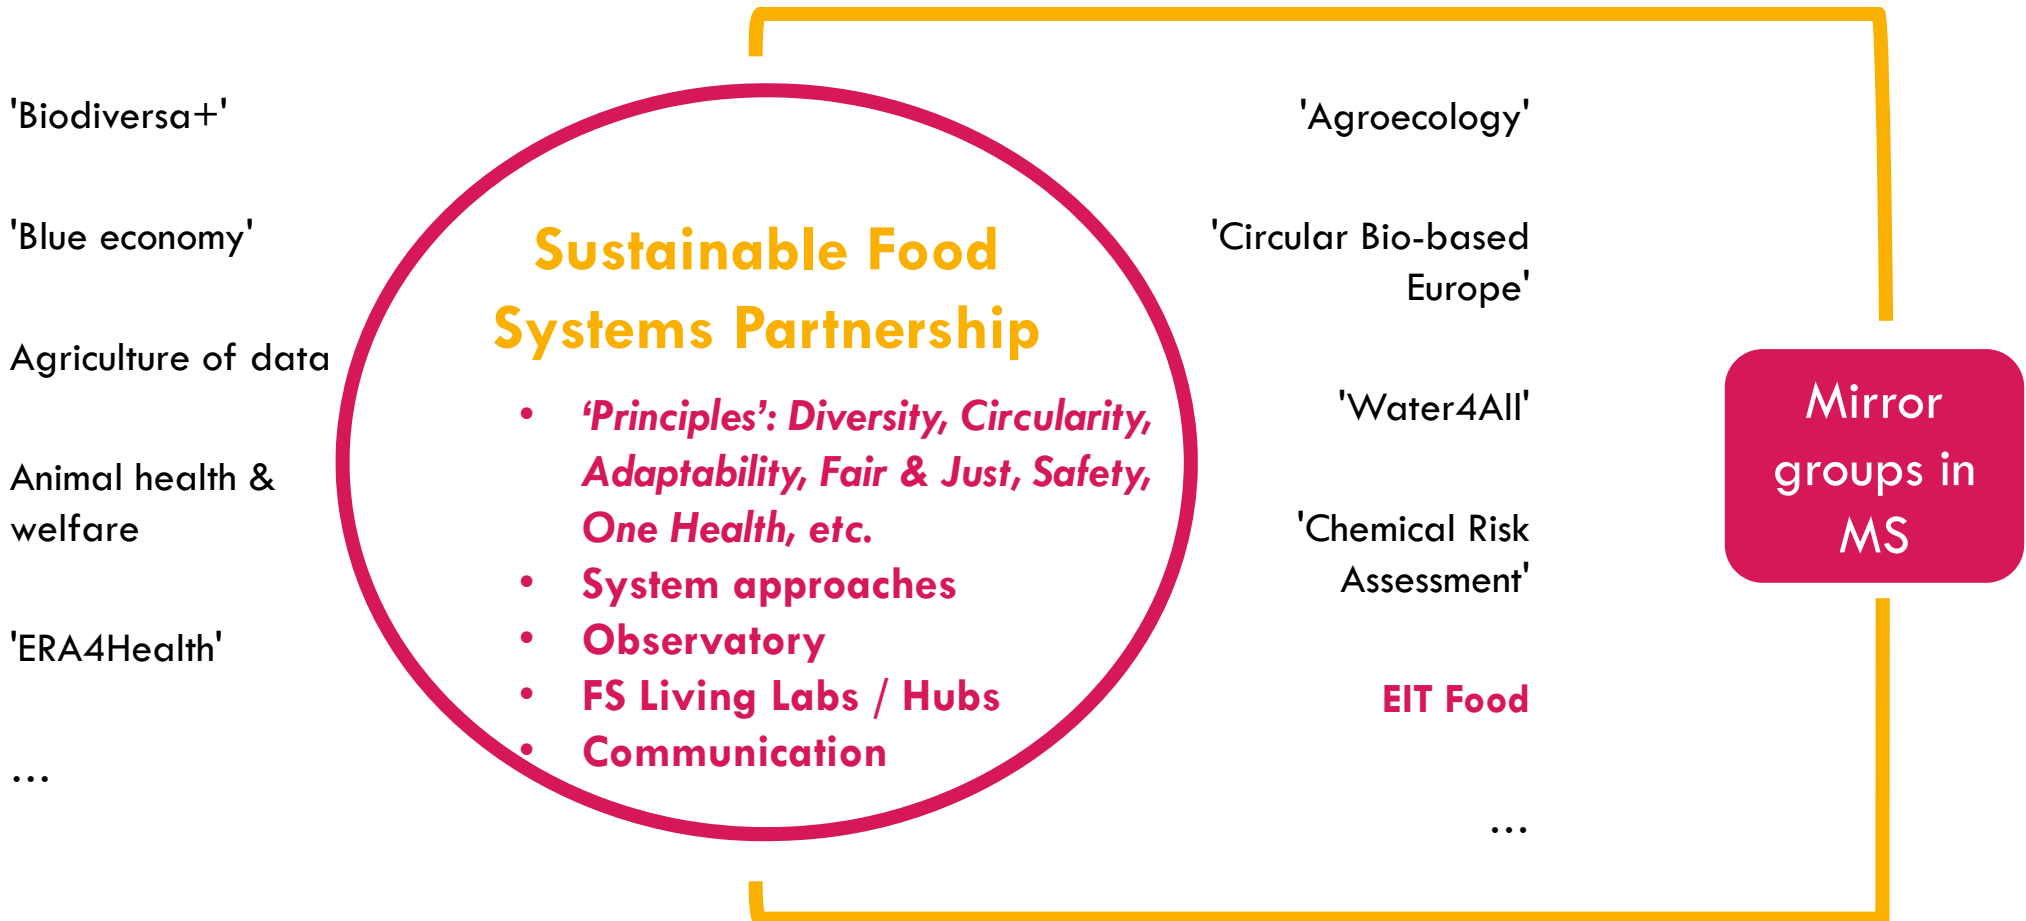 'Biodiversa+'
'Blue economy'
Agriculture of data
Animal health &
welfare
'ERA4Health'
...
Sustainable Food
Systems Partnership
• ‘Principles’: Diversity, Circularity,
Adaptability, Fair & Just, Safety,
One Health, etc.
• System approaches
• Observatory
• FS Living Labs / Hubs
• Communication
'Agroecology'
'Circular Bio-based
Europe'
'Water4All'
'Chemical Risk
Assessment'
EIT Food
...
Mirror
groups in
MS